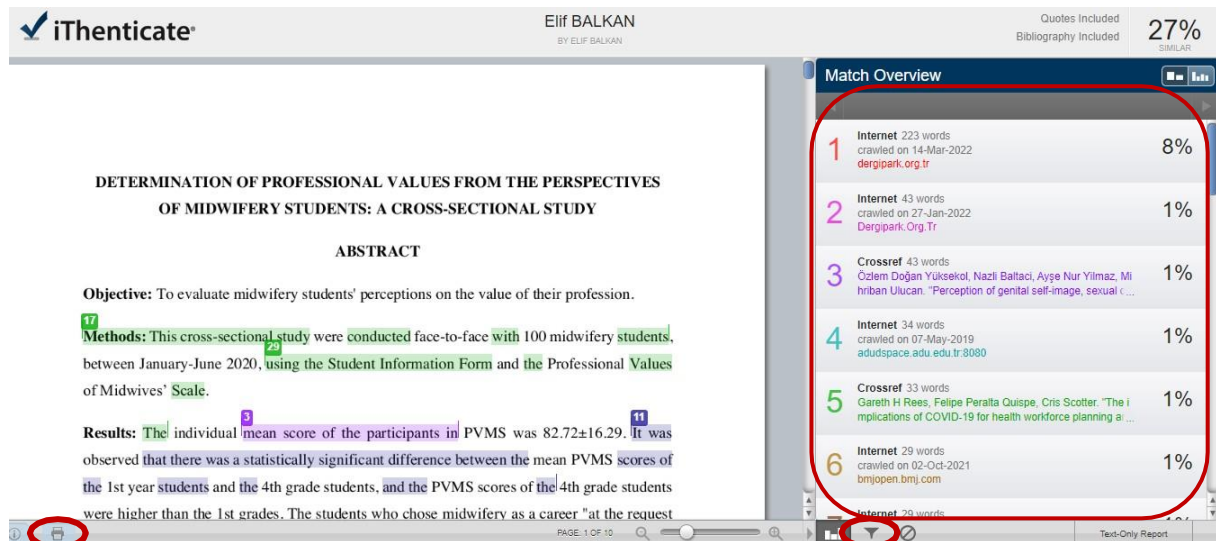 iThenticate®
Elif BALKAN
BY ELIF BALKAN
Quotes Included
Bibliography Included
27%
SIMILAR
DETERMINATION OF PROFESSIONAL VALUES FROM THE PERSPECTIVES
OF MIDWIFERY STUDENTS: A CROSS-SECTIONAL STUDY
ABSTRACT
Objective: To evaluate midwifery students' perceptions on the value of their profession.
17
Methods: This cross-sectional study were conducted face-to-face with 100 midwifery students,
29
between January-June 2020, using the Student Information Form and the Professional Values
of Midwives' Scale.
3
11
Results: The individual mean score of the participants in PVMS was 82.72±16.29. It was
observed that there was a statistically significant difference between the mean PVMS scores of
the 1st year students and the 4th grade students, and the PVMS scores of the 4th grade students
were higher than the 1st grades. The students who chose midwifery as a career "at the request
PAGE: 1 OF 10
Match Overview
1
Internet 223 words
crawled on 14-Mar-2022
dergipark.org.tr
8%
2
Internet 43 words
crawled on 27-Jan-2022
Dergipark.Org.Tr
1%
3
Crossref 43 words
Özlem Doğan Yüksekol, Nazli Baltaci, Ayşe Nur Yilmaz, Mi
hriban Ulucan. "Perception of genital self-image, sexual c...
1%
4
Internet 34 words
crawled on 07-May-2019
adudspace.adu.edu.tr:8080
1%
5
Crossref 33 words
Gareth H Rees, Felipe Peralta Quispe, Cris Scotter. "The i
mplications of COVID-19 for health workforce planning a...
1%
6
Internet 29 words
crawled on 02-Oct-2021
bmjopen.bmj.com
1%
Internet 29 words
Text-Only Report